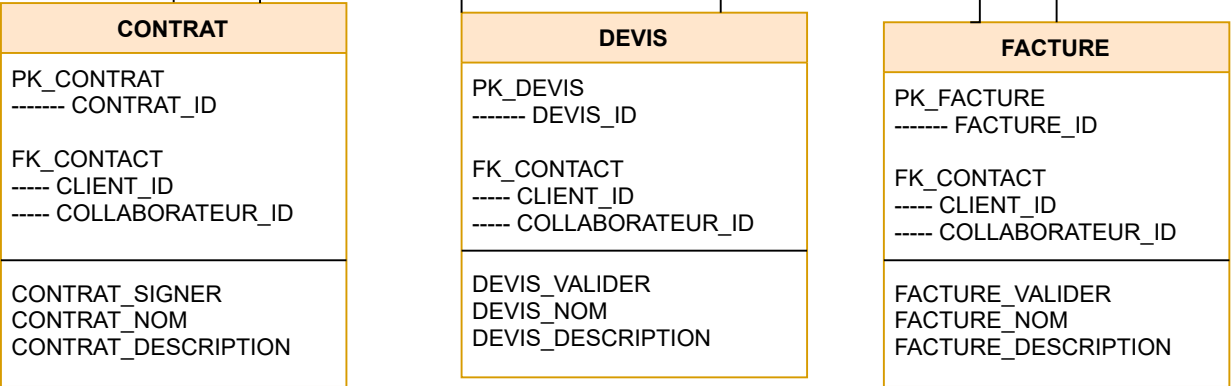 CONTRAT
PK_CONTRAT
------- CONTRAT_ID
FK_CONTACT
----- CLIENT_ID
----- COLLABORATEUR_ID
CONTRAT_SIGNER
CONTRAT_NOM
CONTRAT_DESCRIPTION
DEVIS
PK_DEVIS
------- DEVIS_ID
FK_CONTACT
----- CLIENT_ID
----- COLLABORATEUR_ID
DEVIS_VALIDER
DEVIS_NOM
DEVIS_DESCRIPTION
FACTURE
PK_FACTURE
------- FACTURE_ID
FK_CONTACT
----- CLIENT_ID
----- COLLABORATEUR_ID
FACTURE_VALIDER
FACTURE_NOM
FACTURE_DESCRIPTION